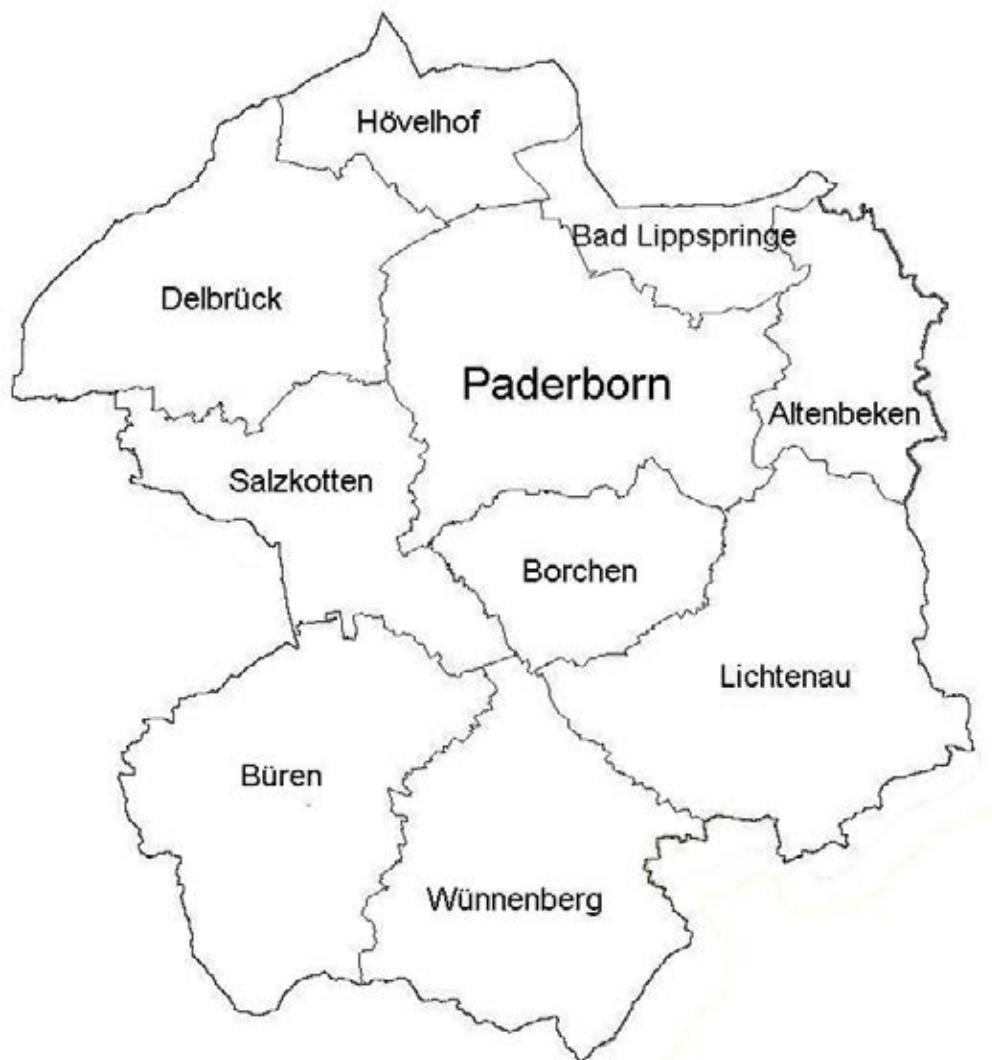 Hövelhof
Bad Lippspringe
Delbrück
Paderborn
Altenbeken
Salzkotten
Borchen
Lichtenau
Büren
Wünnenberg